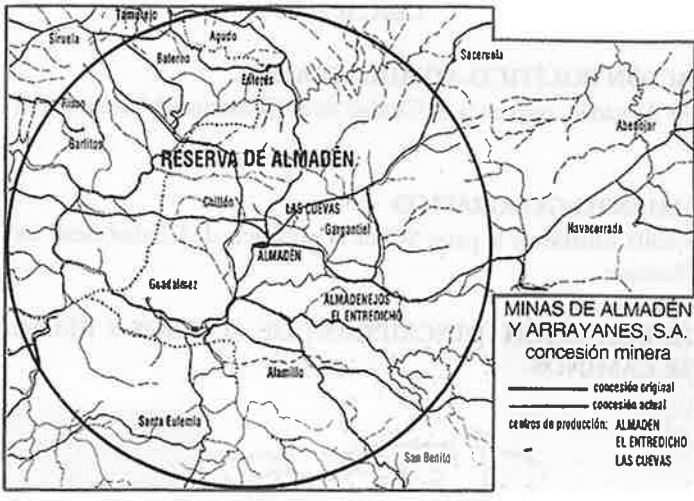 Tamurejo
Siruela
Agudo
Baterno
Saceruela
Garlitos
Abenójar
RESERVA DE ALMADÉN
Chillón
LAS CUEVAS
Gargantiel
Navacerrada
ALMADÉN
Guadalmez
ALMADENEJOS
EL ENTREDICHO
MINAS DE ALMADÉN
Y ARRAYANES, S.A.
concesión minera
Alamillo
concesión original
concesión actual
centros de producción: ALMADÉN
EL ENTREDICHO
LAS CUEVAS
Santa Eufemia
San Benito